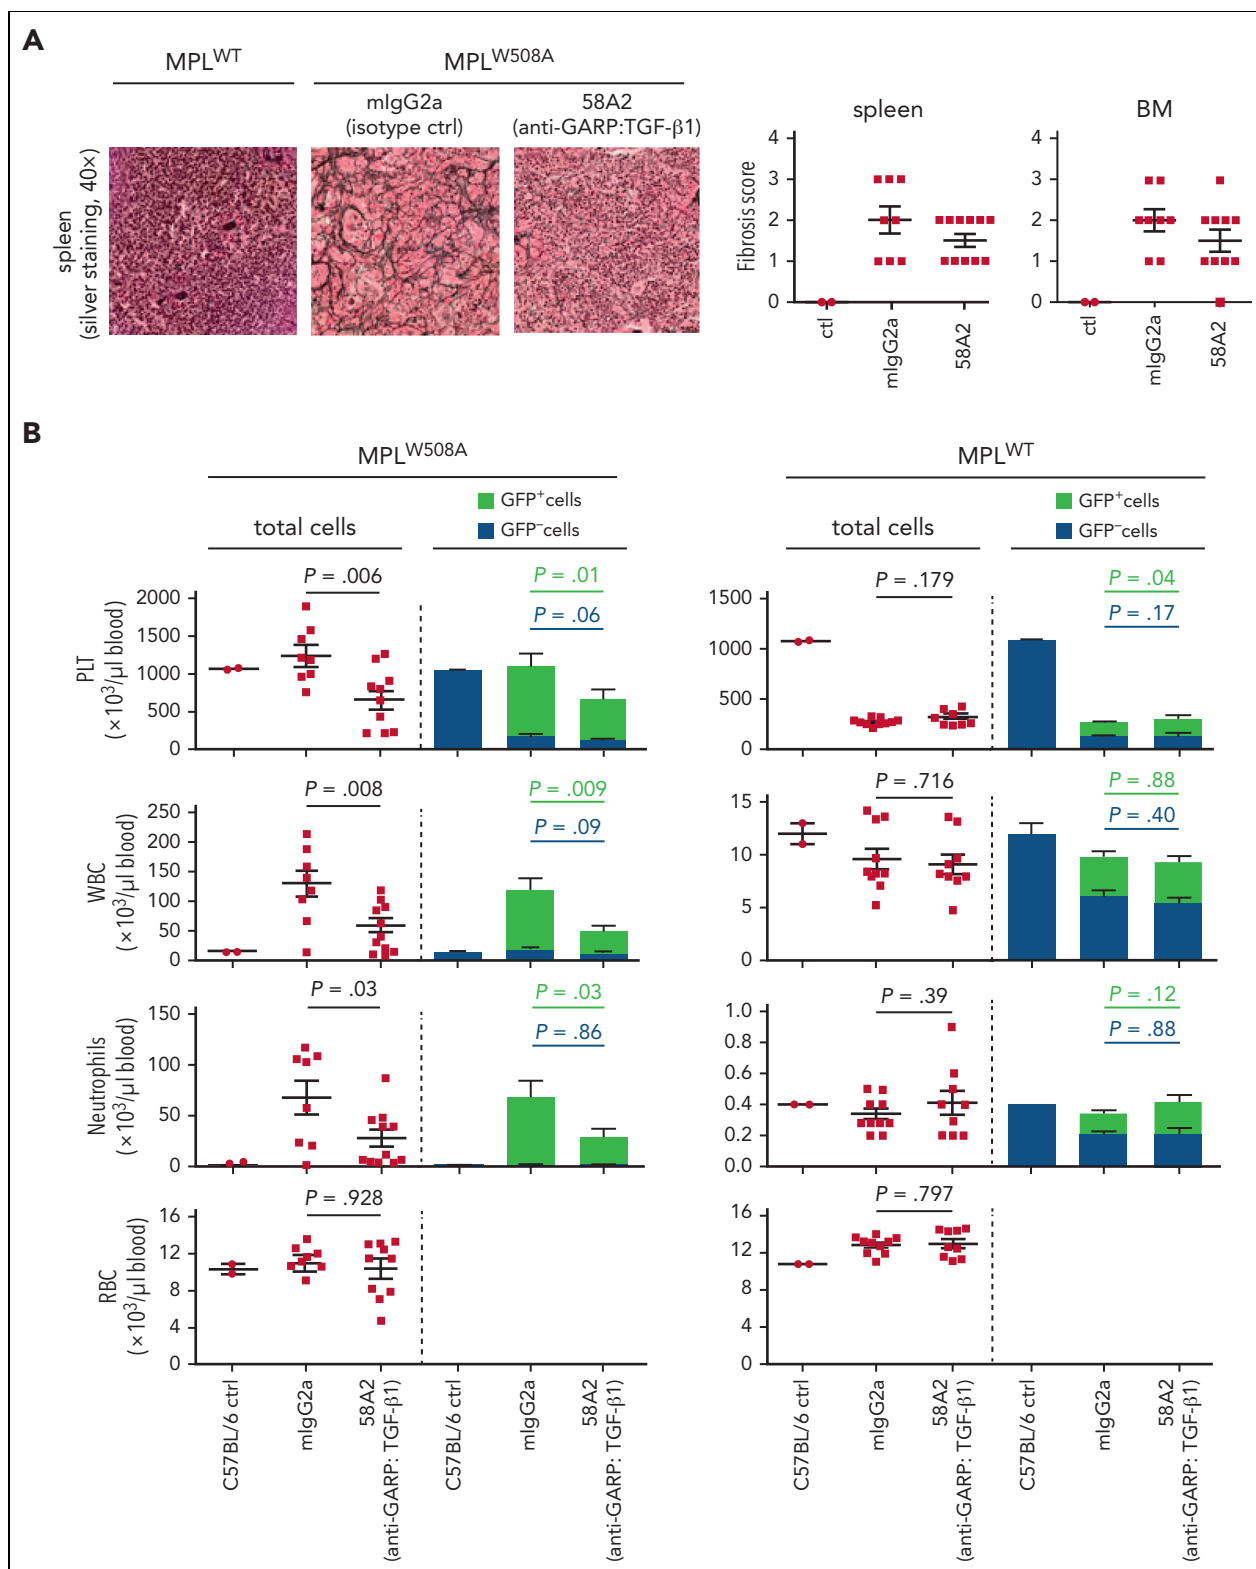 A
MPLWT
MPLW508A
mIgG2a
(isotype ctrl)
58A2
(anti-GARP:TGF-β1)
spleen
(silver staining, 40×)
spleen
BM
Fibrosis score
4
3
2
1
0
ctl
mIgG2a
58A2
4
3
2
1
0
ctl
mIgG2a
58A2
B
MPLW508A
MPLWT
GFP+cells
GFP–cells
total cells
GFP+cells
GFP–cells
total cells
PLT
(×10³/µl blood)
2000
1500
1000
500
0
P = .006
P = .01
P = .06
1500
1000
500
0
P = .179
P = .04
P = .17
WBC
(×10³/µl blood)
250
200
150
100
50
0
P = .008
P = .009
P = .09
15
10
5
0
P = .716
P = .88
P = .40
Neutrophils
(×10³/µl blood)
150
100
50
0
P = .03
P = .03
P = .86
1.0
0.8
0.6
0.4
0.2
0.0
P = .39
P = .12
P = .88
RBC
(×10³/µl blood)
16
12
8
4
0
P = .928
16
12
8
4
0
P = .797
C57BL/6 ctrl
mIgG2a
58A2
(anti-GARP: TGF-β1)
C57BL/6 ctrl
mIgG2a
58A2
(anti-GARP: TGF-β1)
C57BL/6 ctrl
mIgG2a
58A2
(anti-GARP: TGF-β1)
C57BL/6 ctrl
mIgG2a
58A2
(anti-GARP: TGF-β1)